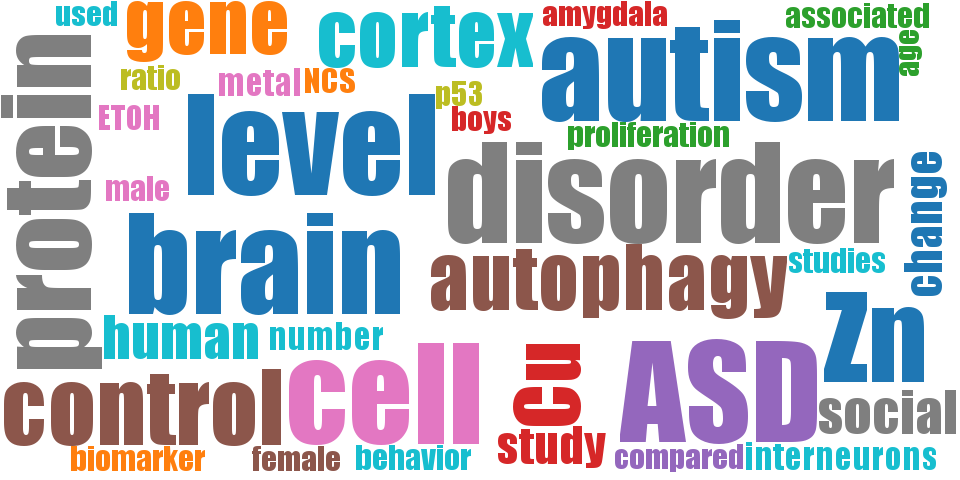 used
gene
cortex
amygdala
associated
age
autism
ratio
metal
NCS
p53
boys
ETOH
level
proliferation
protein
disorder
male
change
brain
autophagy
studies
human
number
Zn
Cu
ASD
control
cell
social
study
biomarker
female
behavior
compared
interneurons